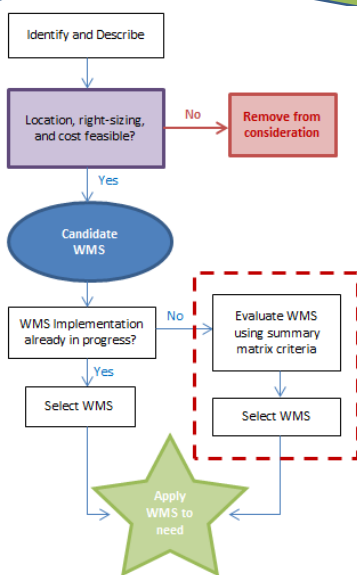 Identify and Describe
Location, right-sizing,
and cost feasible?
No
Remove from
consideration
Yes
Candidate
WMS
WMS Implementation
already in progress?
No
Evaluate WMS
using summary
matrix criteria
Yes
Select WMS
Select WMS
Apply
WMS to
need